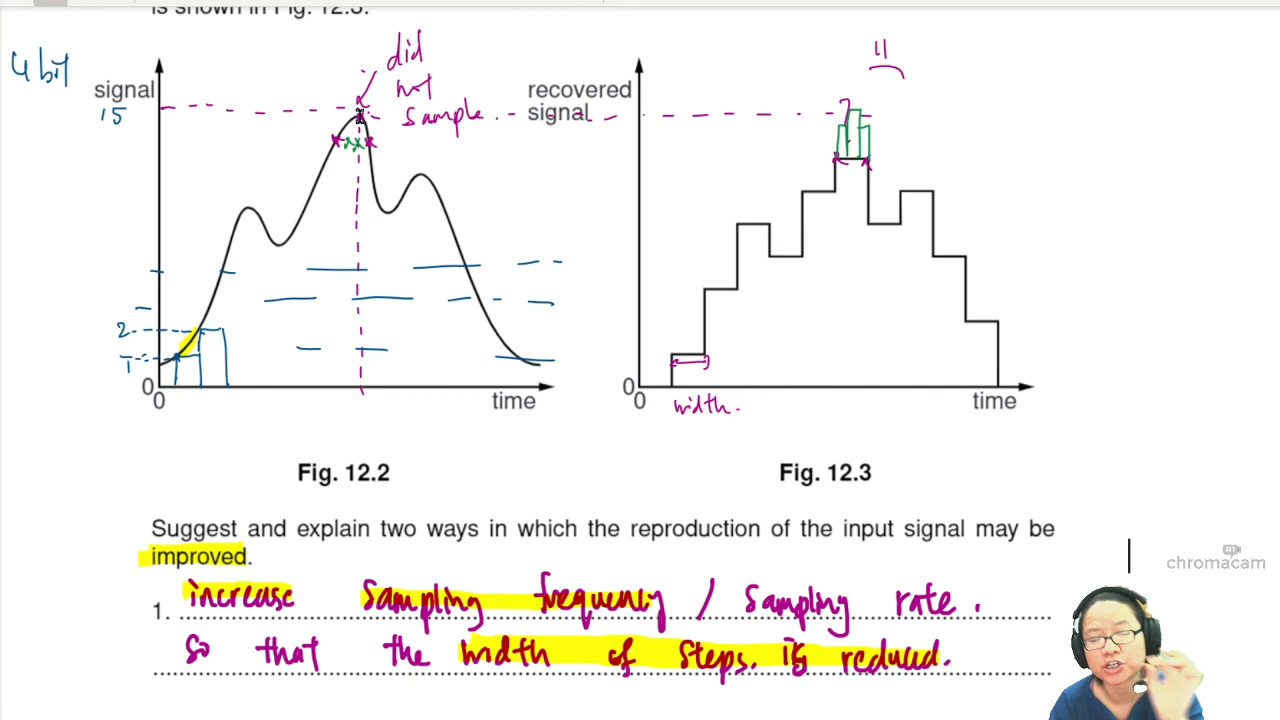 is shown in Fig. 12.3.
4 bit
did
not
sample.
11
signal
15
recovered
signal
2
1
0
0
time
0
0
time
width.
Fig. 12.2
Fig. 12.3
Suggest and explain two ways in which the reproduction of the input signal may be
improved.
1. increase sampling frequency / sampling rate.
so that the width of steps. is reduced.
chromacam